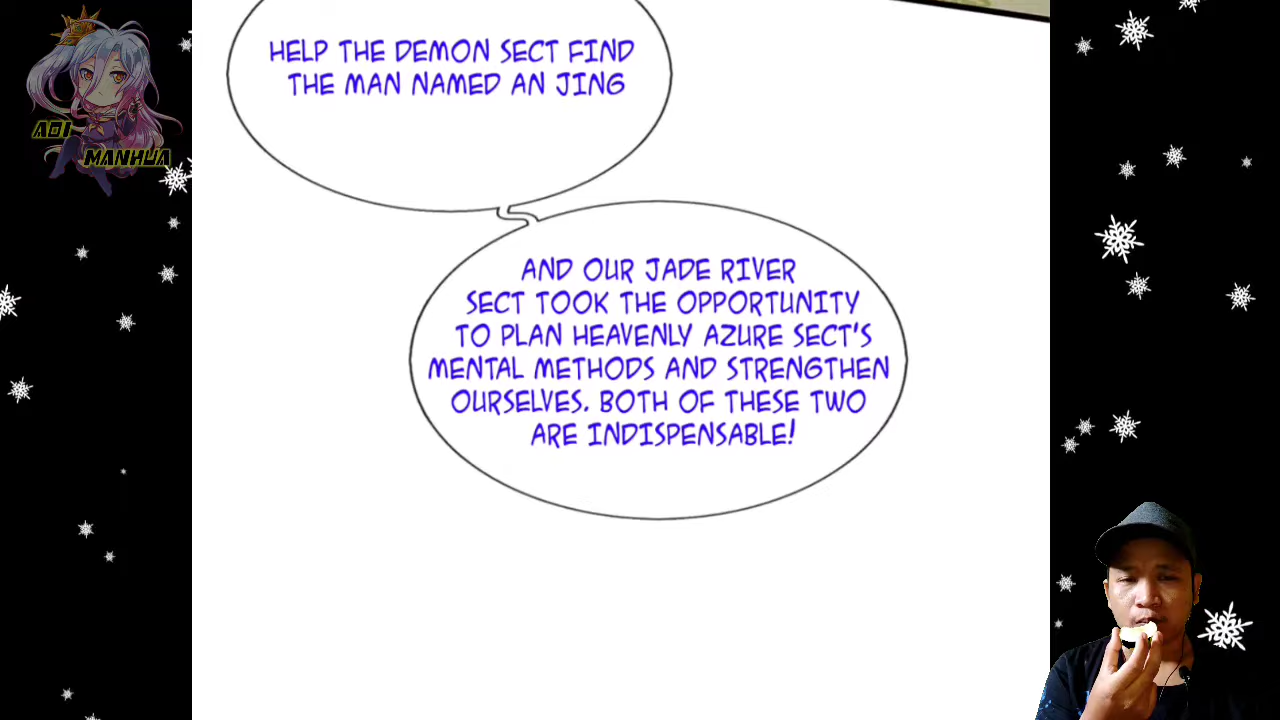 AOI
MANHUA
HELP THE DEMON SECT FIND
THE MAN NAMED AN JING
AND OUR JADE RIVER
SECT TOOK THE OPPORTUNITY
TO PLAN HEAVENLY AZURE SECT'S
MENTAL METHODS AND STRENGTHEN
OURSELVES. BOTH OF THESE TWO
ARE INDISPENSABLE!